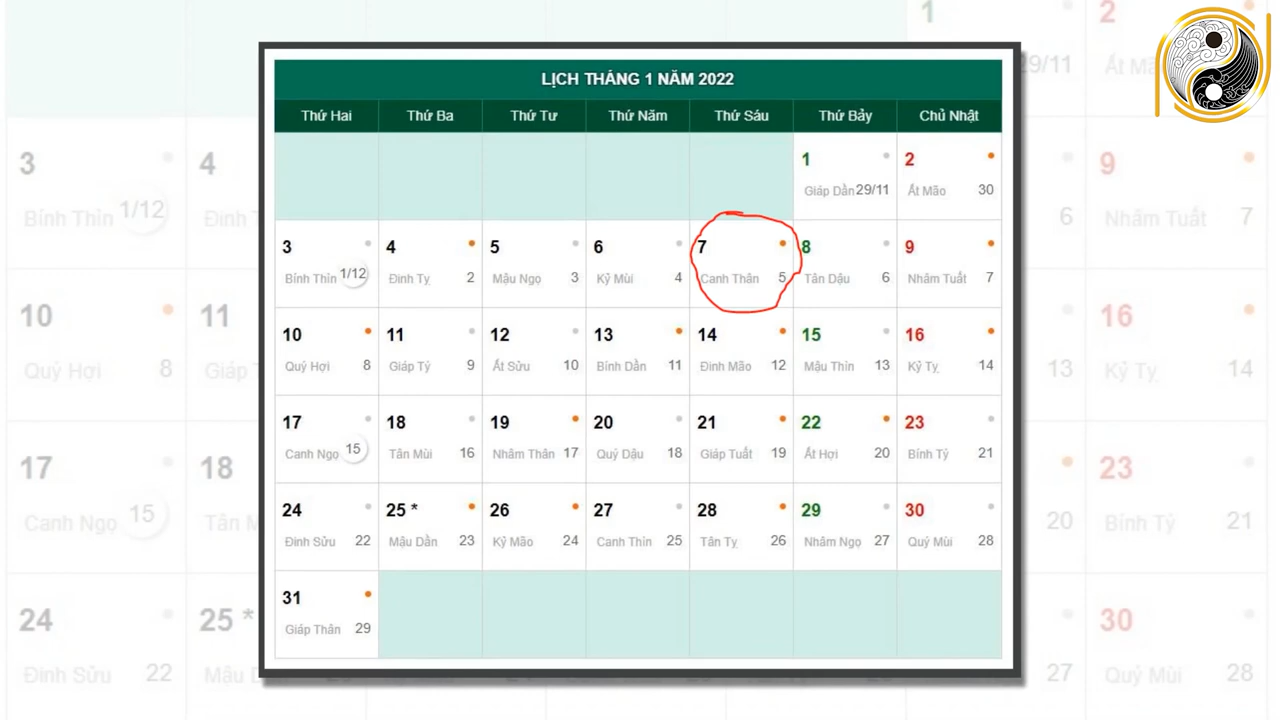 LỊCH THÁNG 1 NĂM 2022
Thứ Hai Thứ Ba Thứ Tư Thứ Năm Thứ Sáu Thứ Bảy Chủ Nhật
1 2
Giáp Dần 29/11 Ất Mão 30
3 4 5 6 7 8 9
Bính Thìn 1/12 Đinh Tỵ 2 Mậu Ngọ 3 Kỷ Mùi 4 Canh Thân 5 Tân Dậu 6 Nhâm Tuất 7
10 11 12 13 14 15 16
Quý Hợi 8 Giáp Tý 9 Ất Sửu 10 Bính Dần 11 Đinh Mão 12 Mậu Thìn 13 Kỷ Tỵ 14
17 18 19 20 21 22 23
Canh Ngọ 15 Tân Mùi 16 Nhâm Thân 17 Quý Dậu 18 Giáp Tuất 19 Ất Hợi 20 Bính Tý 21
24 25 * 26 27 28 29 30
Đinh Sửu 22 Mậu Dần 23 Kỷ Mão 24 Canh Thìn 25 Tân Tỵ 26 Nhâm Ngọ 27 Quý Mùi 28
31
Giáp Thân 29